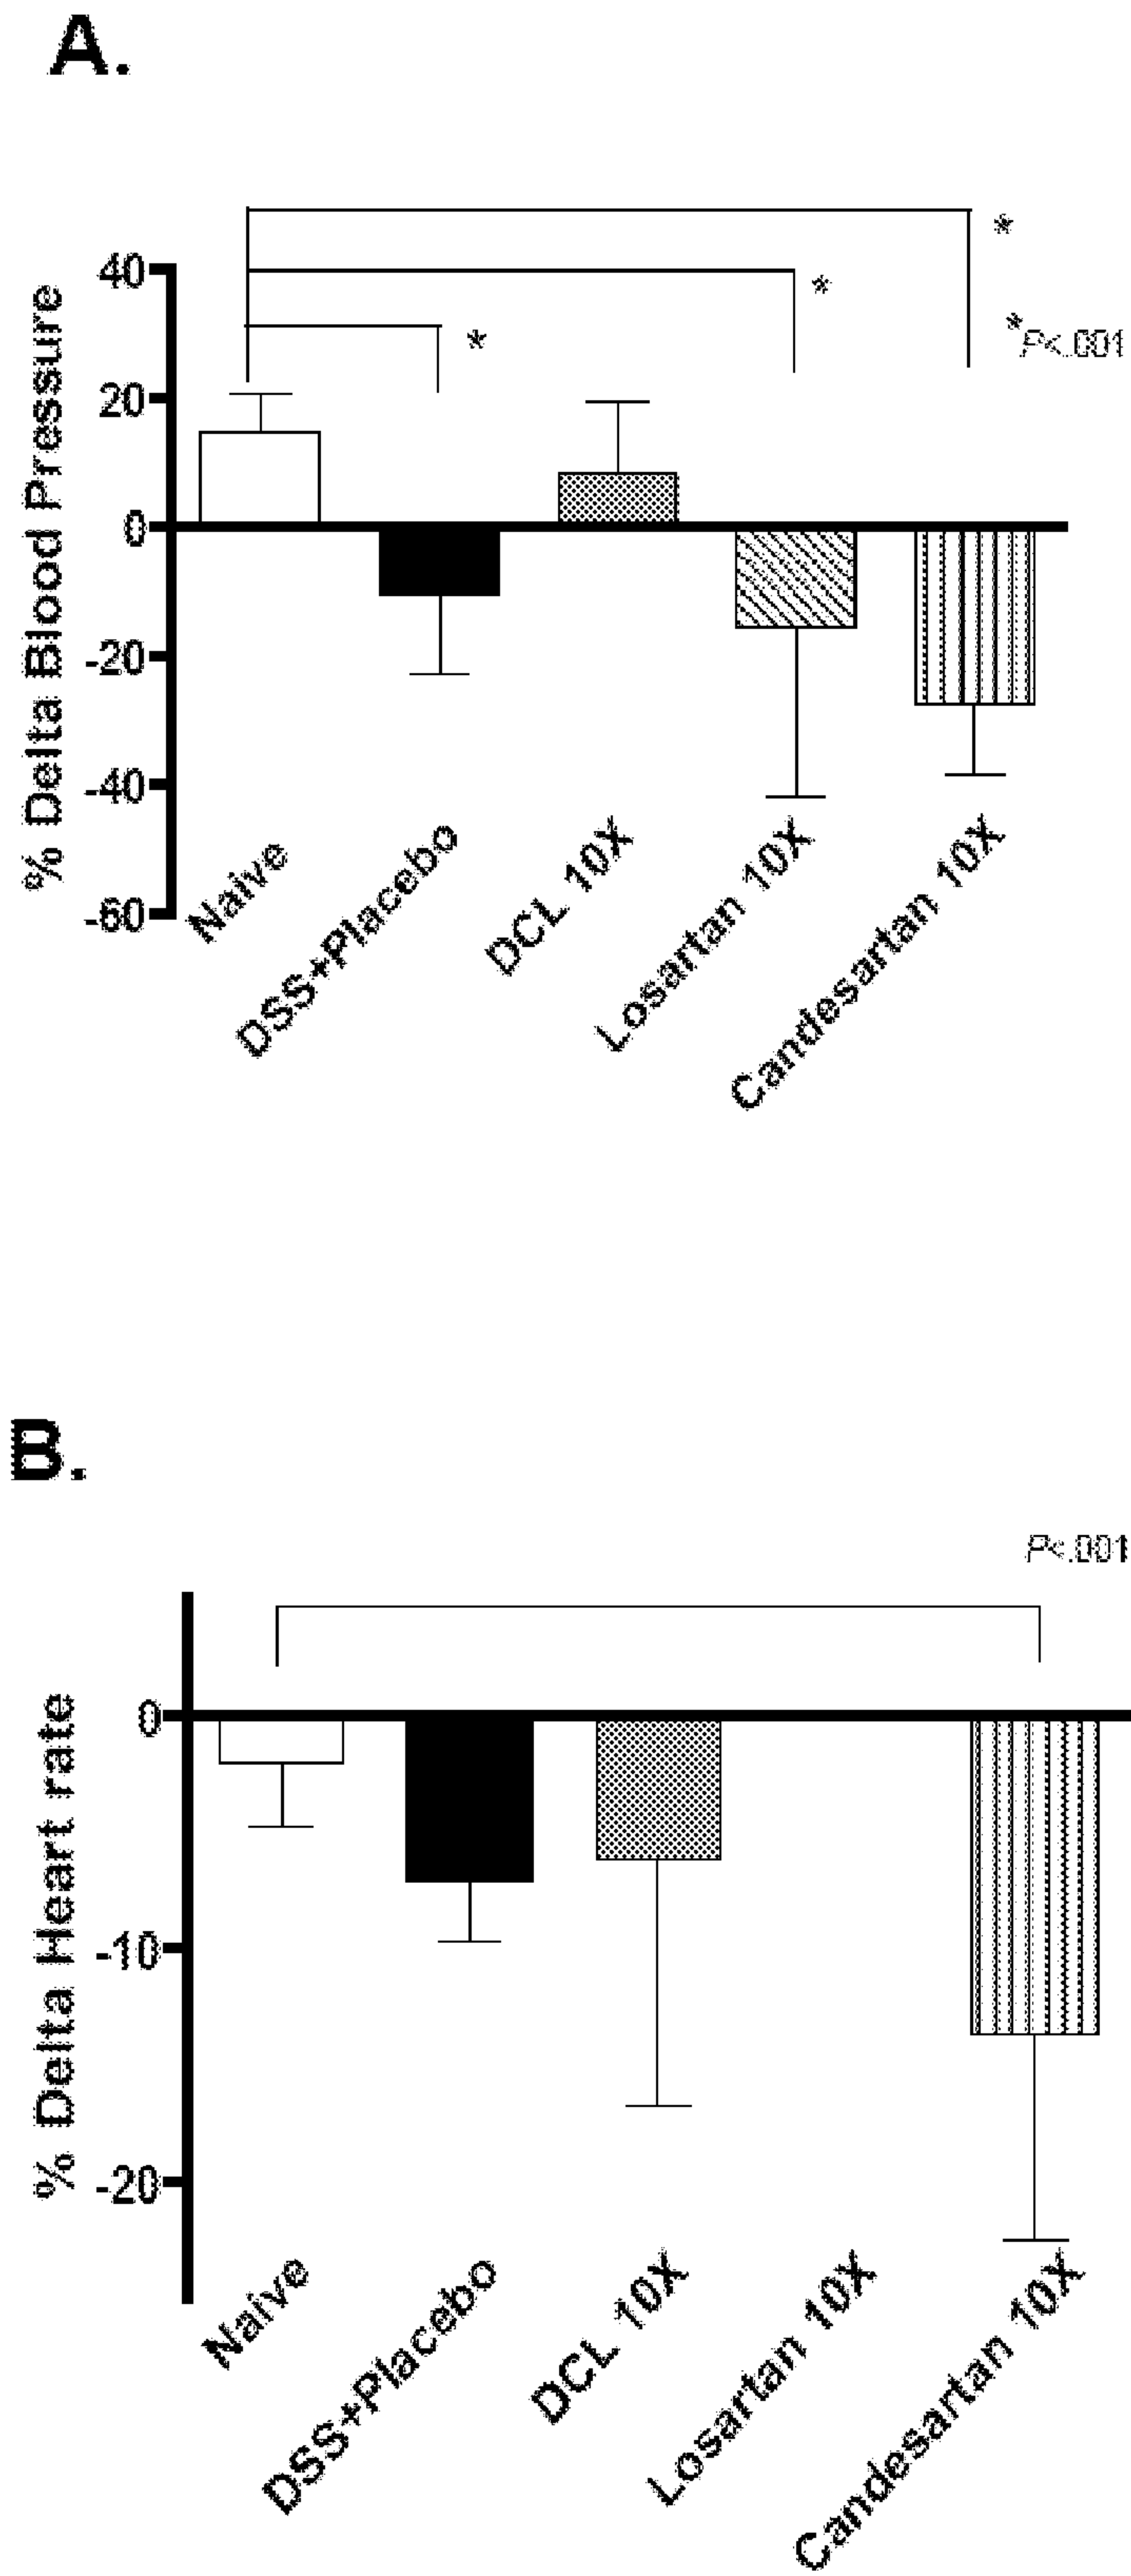 A.
% Delta Blood Pressure
*
*
*
*P<.001
40
20
0
-20
-40
-60
Naive
DSS+Placebo
DCL 10X
Losartan 10X
Candesartan 10X
B.
P<.001
% Delta Heart rate
0
-10
-20
Naive
DSS+Placebo
DCL 10X
Losartan 10X
Candesartan 10X